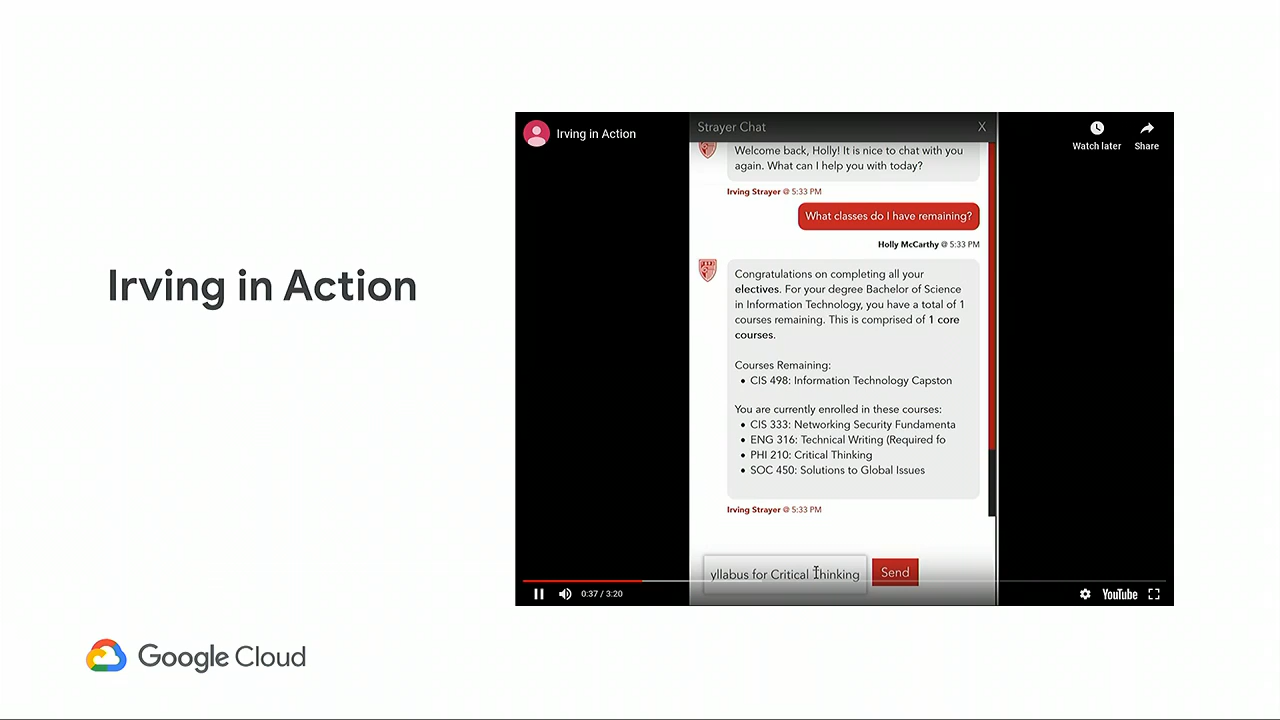 Irving in Action
Irving in Action
Strayer Chat
X
Watch later
Share
Welcome back, Holly! It is nice to chat with you
again. What can I help you with today?
Irving Strayer @ 5:33 PM
What classes do I have remaining?
Holly McCarthy @ 5:33 PM
Congratulations on completing all your
electives. For your degree Bachelor of Science
in Information Technology, you have a total of 1
courses remaining. This is comprised of 1 core
courses.
Courses Remaining:
• CIS 498: Information Technology Capston
You are currently enrolled in these courses:
• CIS 333: Networking Security Fundamenta
• ENG 316: Technical Writing (Required fo
• PHI 210: Critical Thinking
• SOC 450: Solutions to Global Issues
Irving Strayer @ 5:33 PM
yllabus for Critical Thinking
Send
0:37 / 3:20
YouTube
Google Cloud